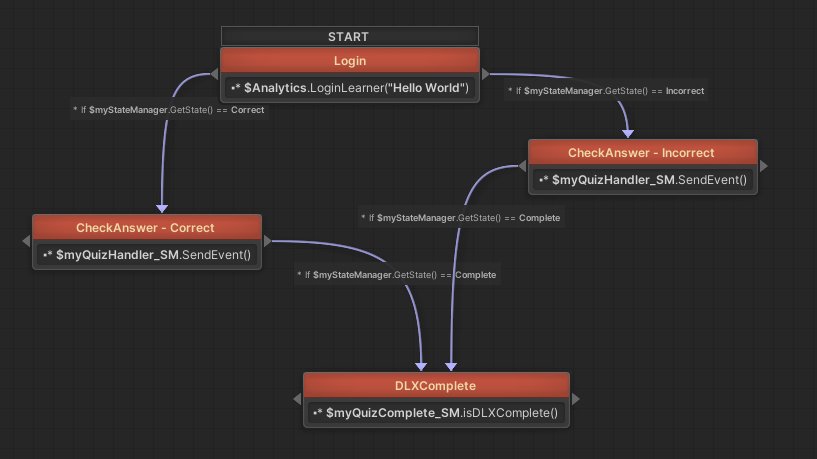 START
Login
•* $Analytics.LoginLearner("Hello World")
* If $myStateManager.GetState() == Correct
* If $myStateManager.GetState() == Incorrect
CheckAnswer - Incorrect
•* $myQuizHandler_SM.SendEvent()
* If $myStateManager.GetState() == Complete
CheckAnswer - Correct
•* $myQuizHandler_SM.SendEvent()
* If $myStateManager.GetState() == Complete
DLXComplete
•* $myQuizComplete_SM.isDLXComplete()